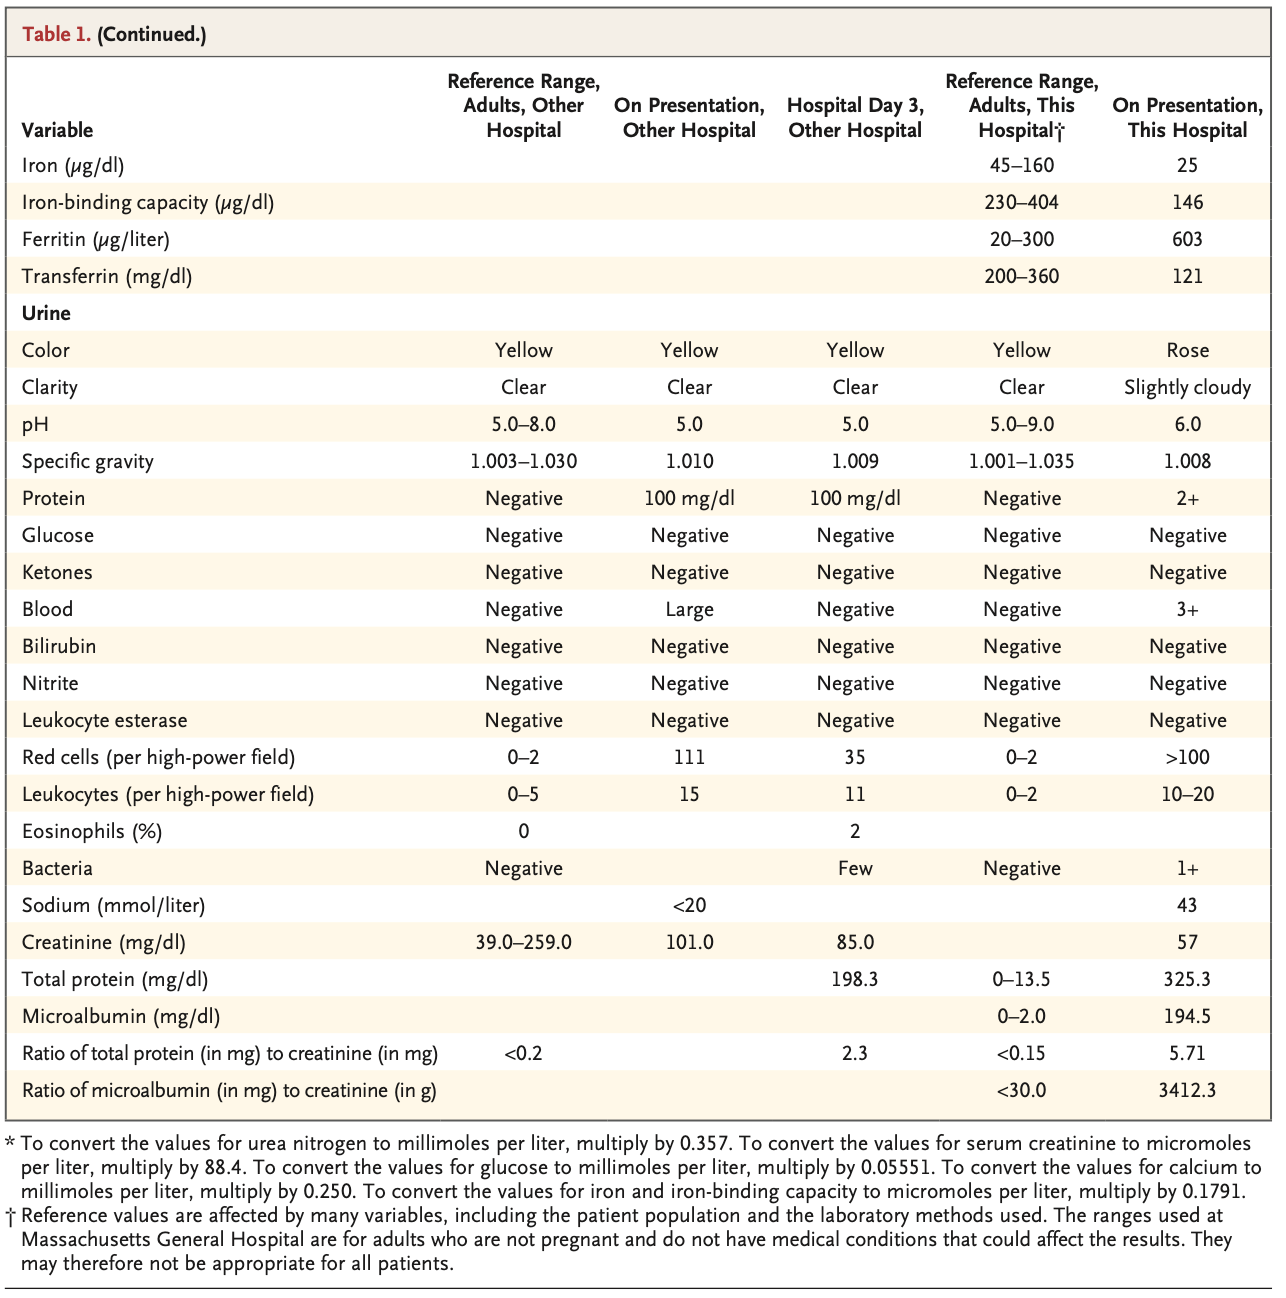 Table 1. (Continued.)
Variable Reference Range, Adults, Other Hospital On Presentation, Other Hospital Hospital Day 3, Other Hospital Reference Range, Adults, This Hospital† On Presentation, This Hospital
Iron (µg/dl) 45–160 25
Iron-binding capacity (µg/dl) 230–404 146
Ferritin (µg/liter) 20–300 603
Transferrin (mg/dl) 200–360 121
Urine
Color Yellow Yellow Yellow Yellow Rose
Clarity Clear Clear Clear Clear Slightly cloudy
pH 5.0–8.0 5.0 5.0 5.0–9.0 6.0
Specific gravity 1.003–1.030 1.010 1.009 1.001–1.035 1.008
Protein Negative 100 mg/dl 100 mg/dl Negative 2+
Glucose Negative Negative Negative Negative Negative
Ketones Negative Negative Negative Negative Negative
Blood Negative Large Negative Negative 3+
Bilirubin Negative Negative Negative Negative Negative
Nitrite Negative Negative Negative Negative Negative
Leukocyte esterase Negative Negative Negative Negative Negative
Red cells (per high-power field) 0–2 111 35 0–2 >100
Leukocytes (per high-power field) 0–5 15 11 0–2 10–20
Eosinophils (%) 0 2
Bacteria Negative Few Negative 1+
Sodium (mmol/liter) <20 43
Creatinine (mg/dl) 39.0–259.0 101.0 85.0 57
Total protein (mg/dl) 198.3 0–13.5 325.3
Microalbumin (mg/dl) 0–2.0 194.5
Ratio of total protein (in mg) to creatinine (in mg) <0.2 2.3 <0.15 5.71
Ratio of microalbumin (in mg) to creatinine (in g) <30.0 3412.3
* To convert the values for urea nitrogen to millimoles per liter, multiply by 0.357. To convert the values for serum creatinine to micromoles
per liter, multiply by 88.4. To convert the values for glucose to millimoles per liter, multiply by 0.05551. To convert the values for calcium to
millimoles per liter, multiply by 0.250. To convert the values for iron and iron-binding capacity to micromoles per liter, multiply by 0.1791.
† Reference values are affected by many variables, including the patient population and the laboratory methods used. The ranges used at
Massachusetts General Hospital are for adults who are not pregnant and do not have medical conditions that could affect the results. They
may therefore not be appropriate for all patients.